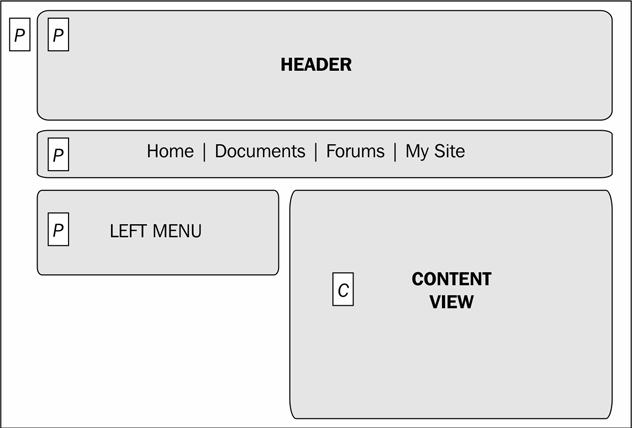 P
P
HEADER
P
Home | Documents | Forums | My Site
P
LEFT MENU
C
CONTENT
VIEW